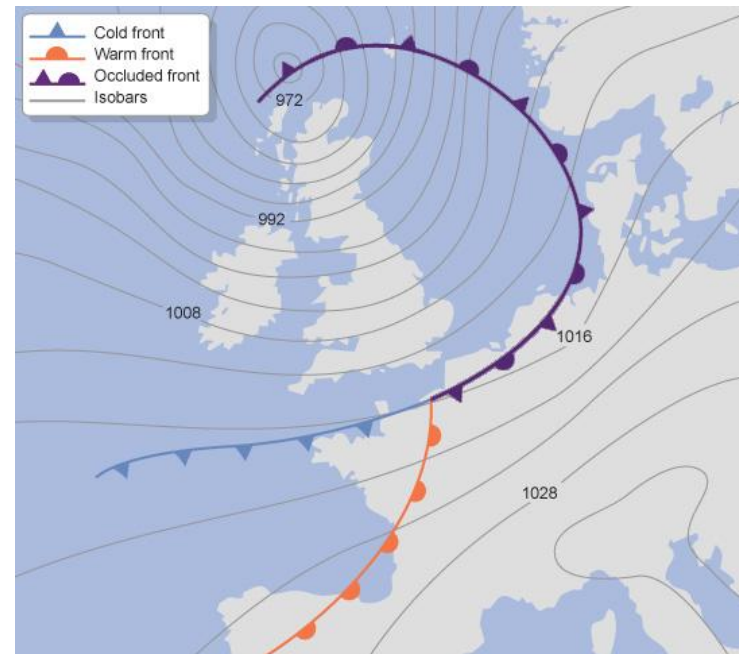 Cold front
Warm front
Occluded front
Isobars
972
992
1008
1016
1028